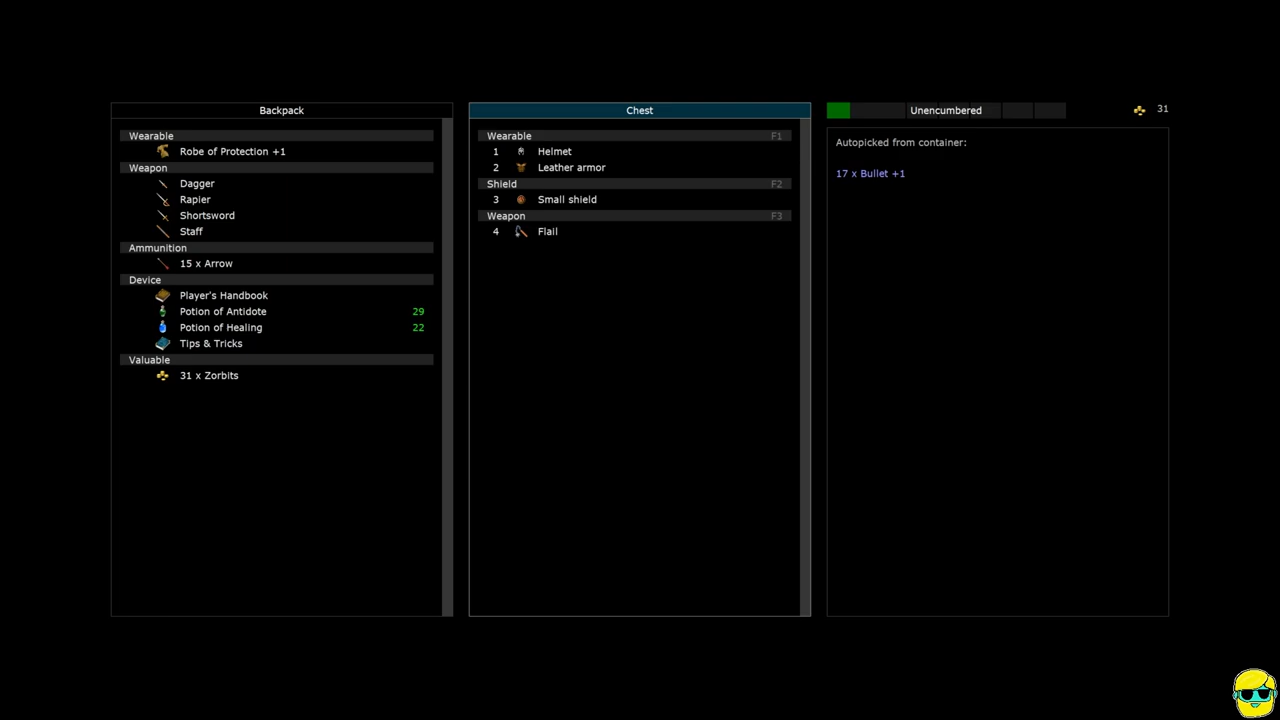 Backpack
Wearable
Robe of Protection +1
Weapon
Dagger
Rapier
Shortsword
Staff
Ammunition
15 x Arrow
Device
Player's Handbook
Potion of Antidote 29
Potion of Healing 22
Tips & Tricks
Valuable
31 x Zorbits
Chest
Wearable F1
1 Helmet
2 Leather armor
Shield F2
3 Small shield
Weapon F3
4 Flail
Unencumbered 31
Autopicked from container:
17 x Bullet +1